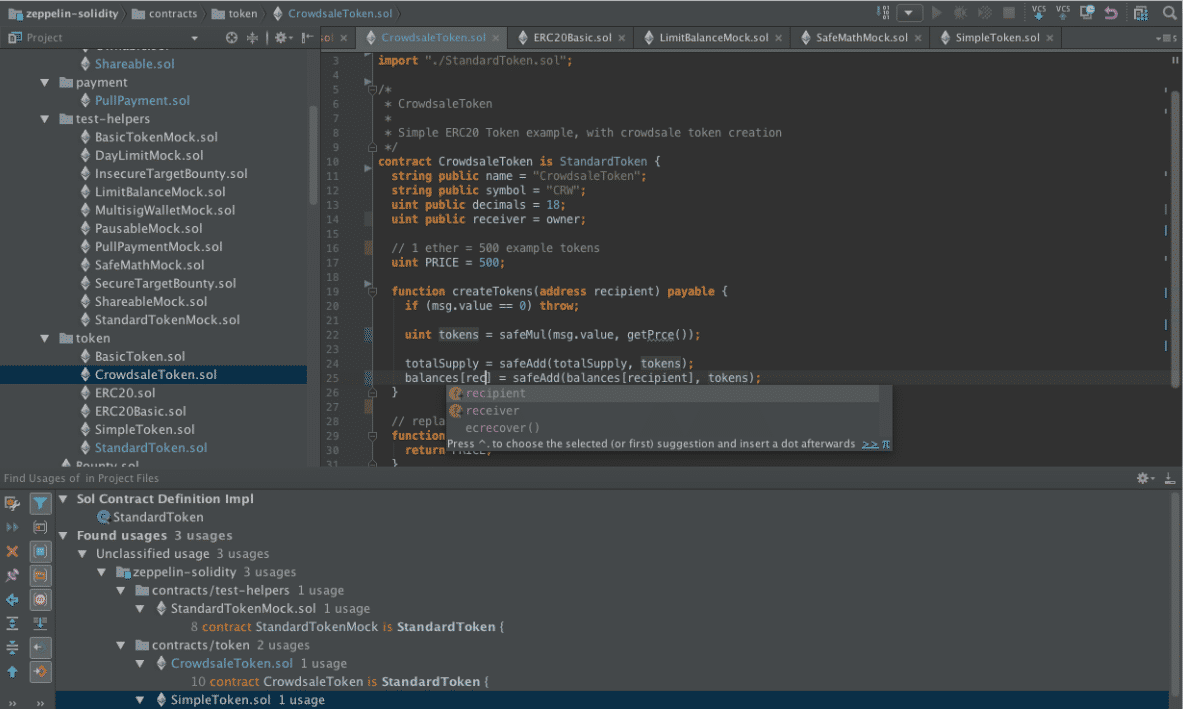 zeppelin-solidity contracts token CrowdsaleToken.sol
Project
sol CrowdsaleToken.sol ERC20Basic.sol LimitBalanceMock.sol SafeMathMock.sol SimpleToken.sol
Shareable.sol
payment
PullPayment.sol
test-helpers
BasicTokenMock.sol
DayLimitMock.sol
InsecureTargetBounty.sol
LimitBalanceMock.sol
MultisigWalletMock.sol
PausableMock.sol
PullPaymentMock.sol
SafeMathMock.sol
SecureTargetBounty.sol
ShareableMock.sol
StandardTokenMock.sol
token
BasicToken.sol
CrowdsaleToken.sol
ERC20.sol
ERC20Basic.sol
SimpleToken.sol
StandardToken.sol
Bounty.sol
3 import "./StandardToken.sol";
4
5 /*
6 * CrowdsaleToken
7 *
8 * Simple ERC20 Token example, with crowdsale token creation
9 */
10 contract CrowdsaleToken is StandardToken {
11 string public name = "CrowdsaleToken";
12 string public symbol = "CRW";
13 uint public decimals = 18;
14 uint public receiver = owner;
15
16 // 1 ether = 500 example tokens
17 uint PRICE = 500;
18
19 function createTokens(address recipient) payable {
20 if (msg.value == 0) throw;
21
22 uint tokens = safeMul(msg.value, getPrce());
23
24 totalSupply = safeAdd(totalSupply, tokens);
25 balances[rec] = safeAdd(balances[recipient], tokens);
26 }
27
28 // repla
29 function
30 return PRICE;
31 }
recipient
receiver
ecrecover()
Press ^. to choose the selected (or first) suggestion and insert a dot afterwards >> π
Find Usages of in Project Files
Sol Contract Definition Impl
StandardToken
Found usages 3 usages
Unclassified usage 3 usages
zeppelin-solidity 3 usages
contracts/test-helpers 1 usage
StandardTokenMock.sol 1 usage
8 contract StandardTokenMock is StandardToken {
contracts/token 2 usages
CrowdsaleToken.sol 1 usage
10 contract CrowdsaleToken is StandardToken {
SimpleToken.sol 1 usage